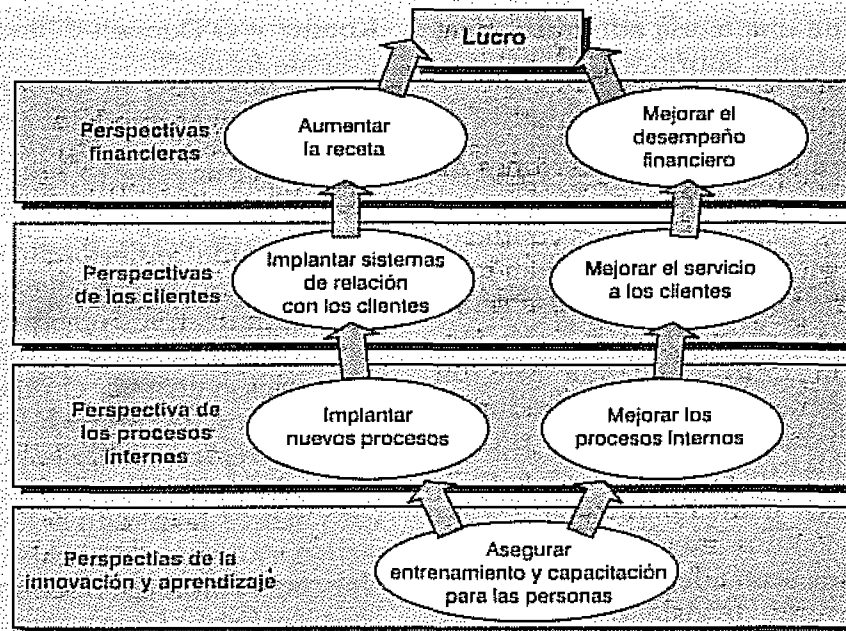 Lucro
Perspectivas
financieras
Aumentar
la receta
Mejorar el
desempeño
financiero
Perspectivas
de los clientes
Implantar sistemas
de relación
con los clientes
Mejorar el servicio
a los clientes
Perspectiva de
los procesos
internos
Implantar
nuevos procesos
Mejorar los
procesos internos
Perspectias de la
innovación y aprendizaje
Asegurar
entrenamiento y capacitación
para las personas